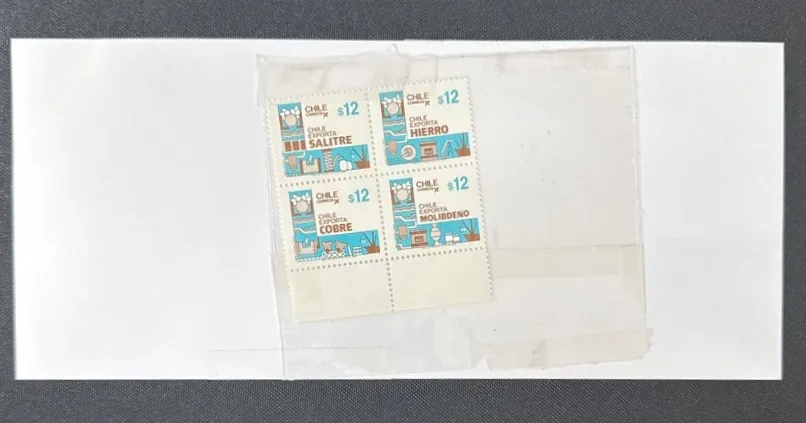 CHILE $12
CORREOS
CHILE
EXPORTA
SALITRE
CHILE $12
CORREOS
CHILE
EXPORTA
HIERRO
CHILE $12
CORREOS
CHILE
EXPORTA
COBRE
CHILE $12
CORREOS
CHILE
EXPORTA
MOLIBDENO